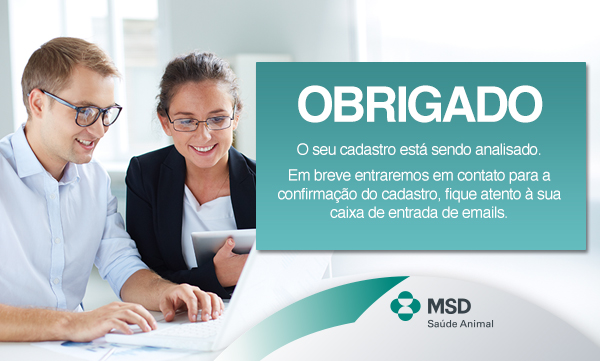 OBRIGADO
O seu cadastro está sendo analisado.
Em breve entraremos em contato para a
confirmação do cadastro, fique atento à sua
caixa de entrada de emails.
MSD
Saúde Animal